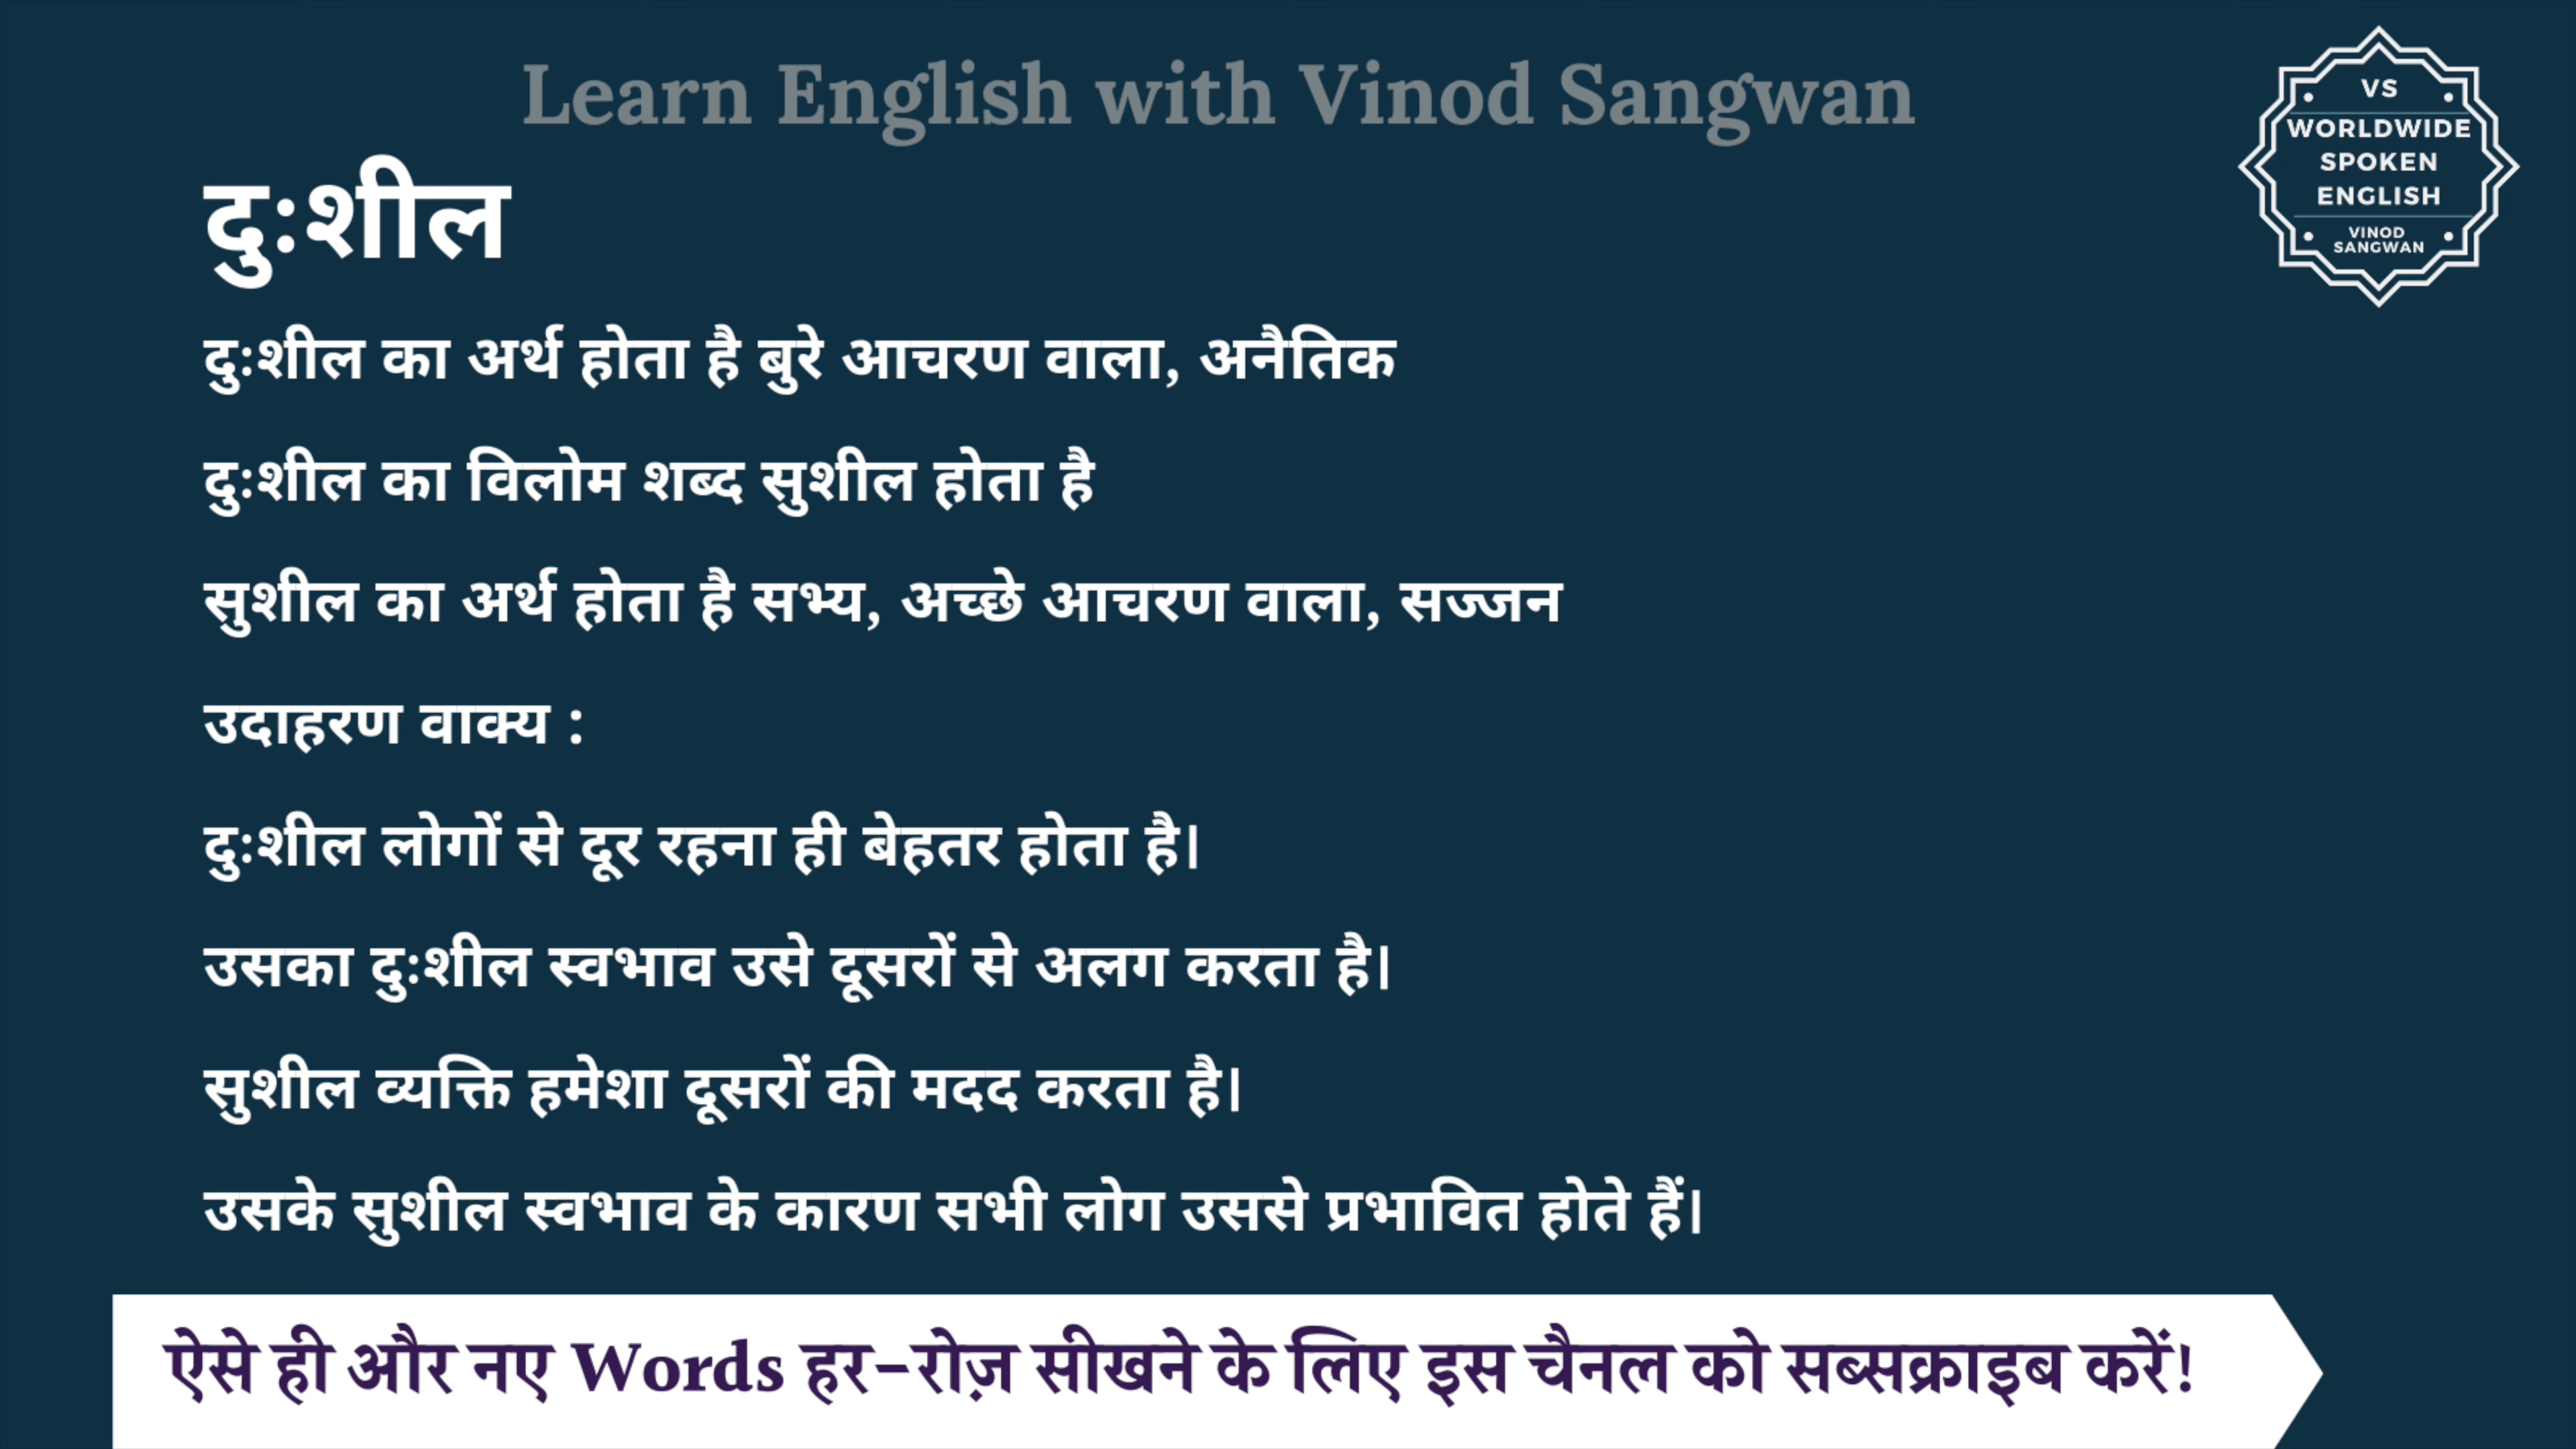 Learn English with Vinod Sangwan
VS
WORLDWIDE
SPOKEN
ENGLISH
VINOD
SANGWAN
दुःशील
दुःशील का अर्थ होता है बुरे आचरण वाला, अनैतिक
दुःशील का विलोम शब्द सुशील होता है
सुशील का अर्थ होता है सभ्य, अच्छे आचरण वाला, सज्जन
उदाहरण वाक्य :
दुःशील लोगों से दूर रहना ही बेहतर होता है।
उसका दुःशील स्वभाव उसे दूसरों से अलग करता है।
सुशील व्यक्ति हमेशा दूसरों की मदद करता है।
उसके सुशील स्वभाव के कारण सभी लोग उससे प्रभावित होते हैं।
ऐसे ही और नए Words हर-रोज़ सीखने के लिए इस चैनल को सब्सक्राइब करें!